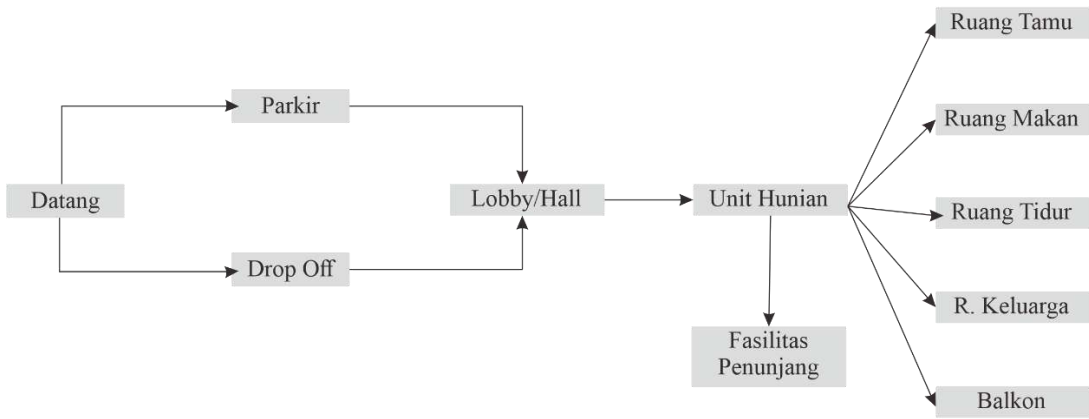 Datang
Parkir
Drop Off
Lobby/Hall
Unit Hunian
Fasilitas
Penunjang
Ruang Tamu
Ruang Makan
Ruang Tidur
R. Keluarga
Balkon